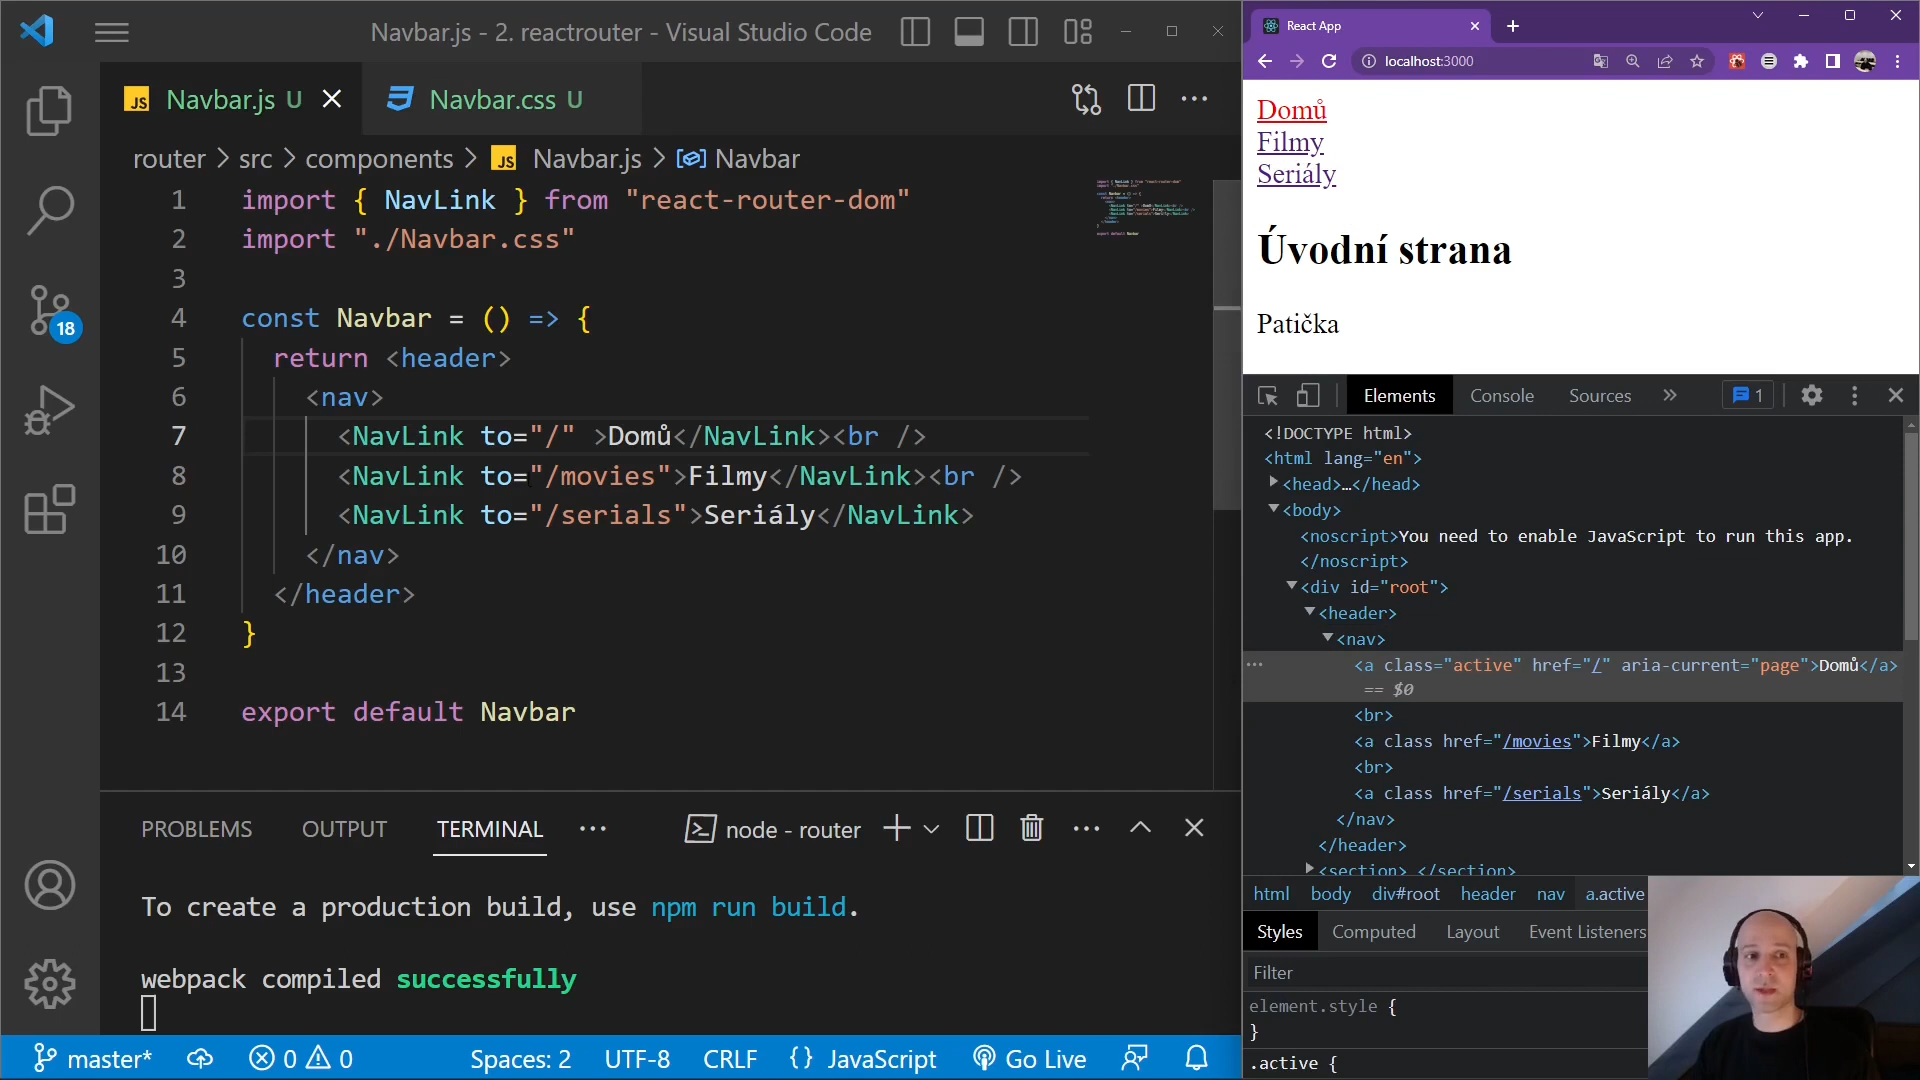 Navbar.js - 2. reactrouter - Visual Studio Code
JS Navbar.js U
Navbar.css U
router > src > components > JS Navbar.js > Navbar
1 import { NavLink } from "react-router-dom"
2 import "./Navbar.css"
3
4 const Navbar = () => {
5 return <header>
6 <nav>
7 <NavLink to="/" >Domů</NavLink><br />
8 <NavLink to="/movies">Filmy</NavLink><br />
9 <NavLink to="/serials">Seriály</NavLink>
10 </nav>
11 </header>
12 }
13
14 export default Navbar
18
PROBLEMS OUTPUT TERMINAL ... node - router
To create a production build, use npm run build.
webpack compiled successfully
master* 0 0 Spaces: 2 UTF-8 CRLF {} JavaScript Go Live
React App
localhost:3000
Domů
Filmy
Seriály
Úvodní strana
Patička
Elements Console Sources » 1
<!DOCTYPE html>
<html lang="en">
<head>…</head>
<body>
<noscript>You need to enable JavaScript to run this app.
</noscript>
<div id="root">
<header>
<nav>
<a class="active" href="/" aria-current="page">Domů</a>
== $0
<br>
<a class href="/movies">Filmy</a>
<br>
<a class href="/serials">Seriály</a>
</nav>
</header>
<section> </section>
html body div#root header nav a.active
Styles Computed Layout Event Listeners
Filter
element.style {
}
.active {